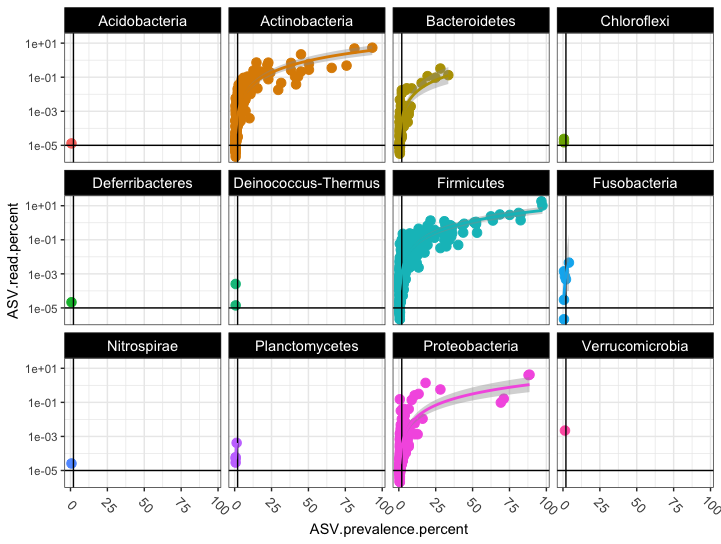 Acidobacteria Actinobacteria Bacteroidetes Chloroflexi
1e+01
1e-01
1e-03
1e-05
Deferribacteres Deinococcus-Thermus Firmicutes Fusobacteria
1e+01
1e-01
1e-03
1e-05
Nitrospirae Planctomycetes Proteobacteria Verrucomicrobia
1e+01
1e-01
1e-03
1e-05
0 25 50 75 100 0 25 50 75 100 0 25 50 75 100 0 25 50 75 100
ASV.prevalence.percent
ASV.read.percent